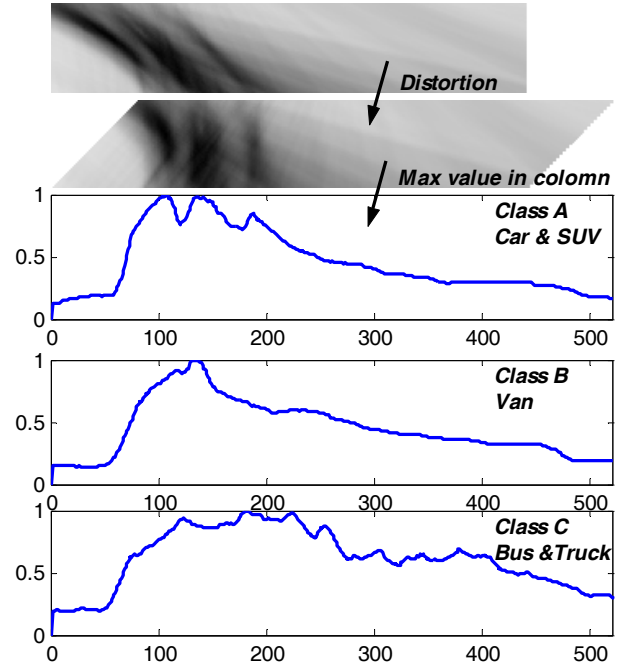 Distortion
Max value in colomn
1
0.5
0
Class A
Car & SUV
0 100 200 300 400 500
1
0.5
0
Class B
Van
0 100 200 300 400 500
1
0.5
0
Class C
Bus &Truck
0 100 200 300 400 500